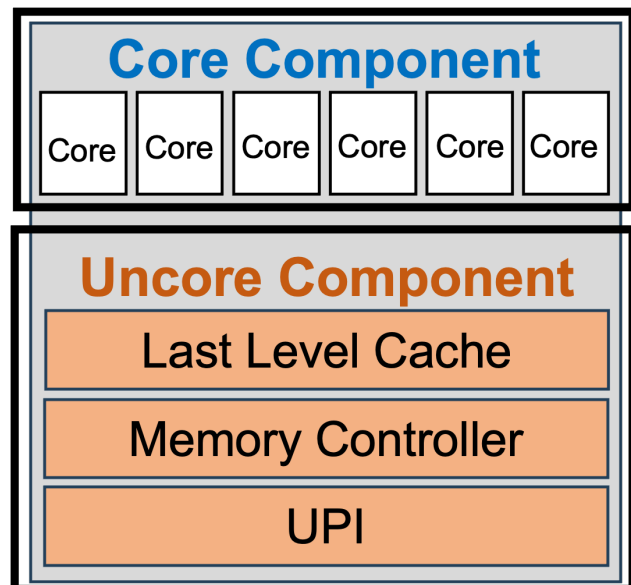 Core Component
Core Core Core Core Core Core
Uncore Component
Last Level Cache
Memory Controller
UPI